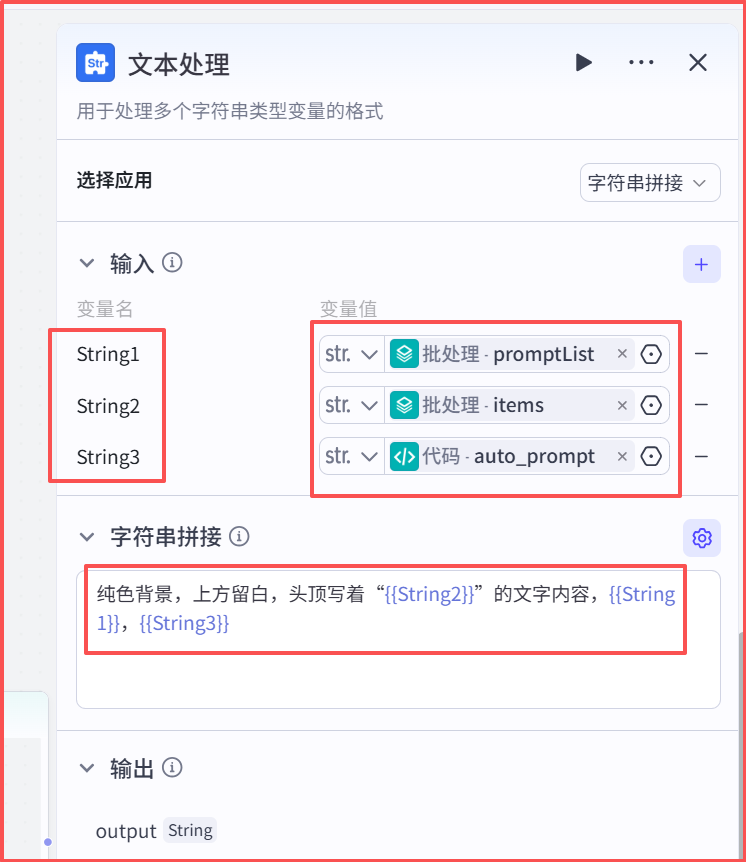 Str 文本处理
用于处理多个字符串类型变量的格式
选择应用 字符串拼接
输入
变量名 变量值
String1 str. 批处理 - promptList
String2 str. 批处理 - items
String3 str. 代码 - auto_prompt
字符串拼接
纯色背景，上方留白，头顶写着“{{String2}}”的文字内容，{{String
1}}，{{String3}}
输出
output String